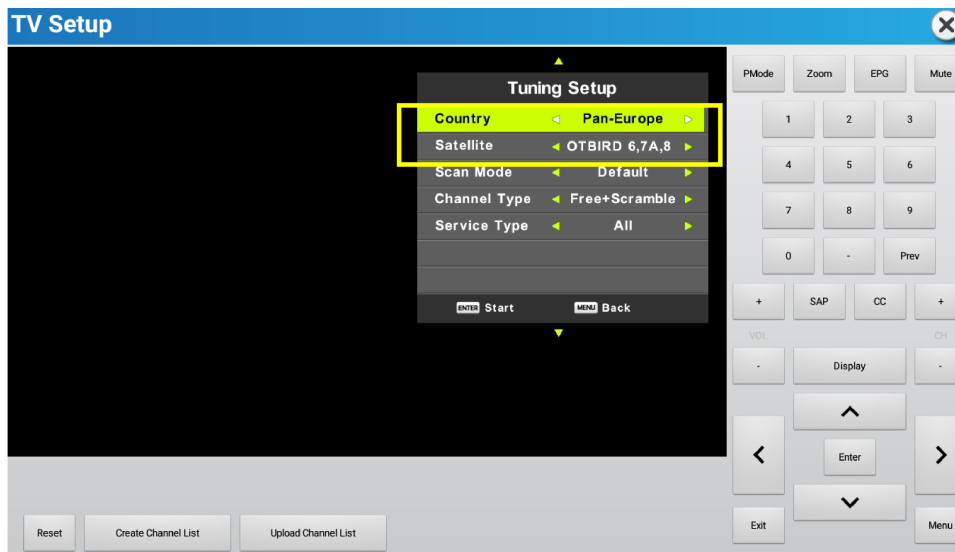 TV Setup
Tuning Setup
Country Pan-Europe
Satellite OTBIRD 6,7A,8
Scan Mode Default
Channel Type Free+Scramble
Service Type All
ENTER Start MENU Back
PMode Zoom EPG Mute
1 2 3
4 5 6
7 8 9
0 - Prev
+ SAP CC +
VOL CH
- Display -
Enter
Exit Menu
Reset Create Channel List Upload Channel List